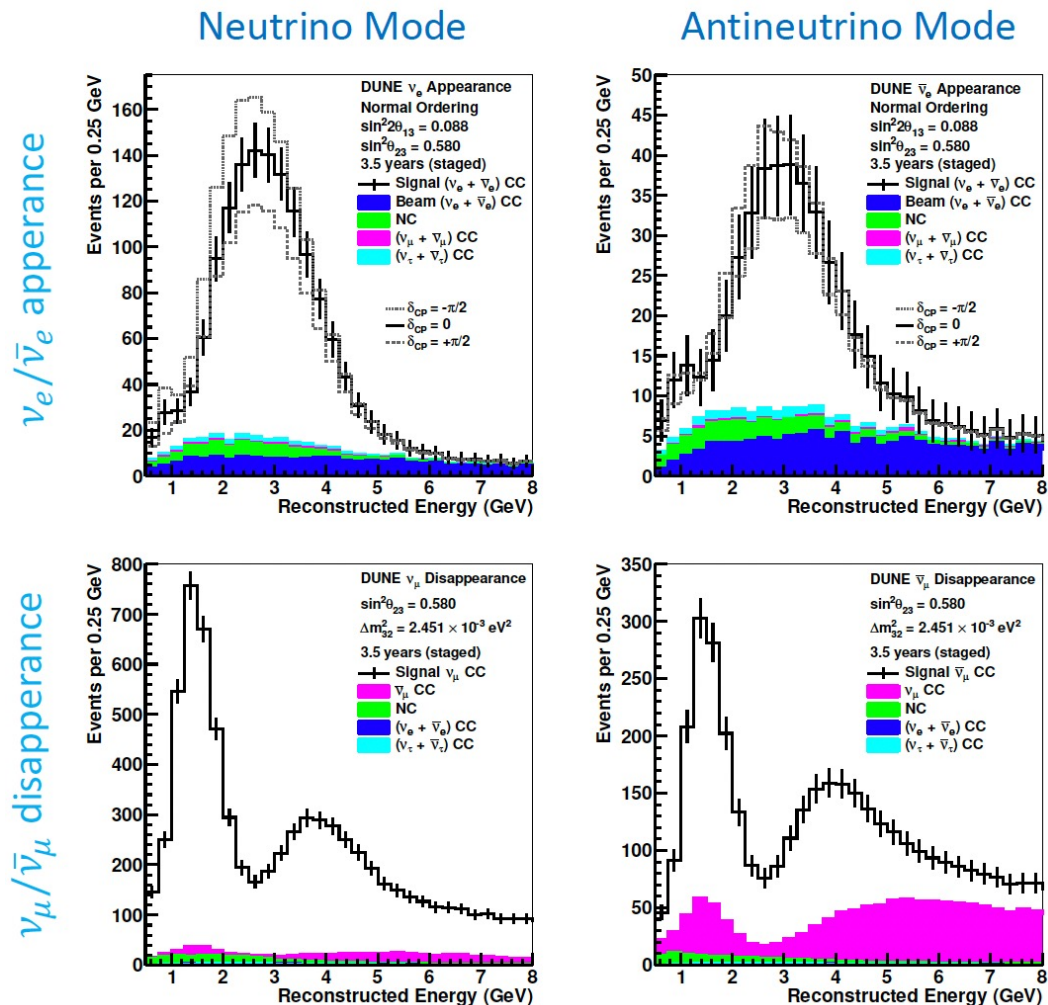 Neutrino Mode
Antineutrino Mode
νe/ν̄e apperance
Events per 0.25 GeV
160
140
120
100
80
60
40
20
0
DUNE νe Appearance
Normal Ordering
sin²2θ13 = 0.088
sin²θ23 = 0.580
3.5 years (staged)
Signal (νe + ν̄e) CC
Beam (νe + ν̄e) CC
NC
(νμ + ν̄μ) CC
(ντ + ν̄τ) CC
δCP = -π/2
δCP = 0
δCP = +π/2
1 2 3 4 5 6 7 8
Reconstructed Energy (GeV)
Events per 0.25 GeV
50
45
40
35
30
25
20
15
10
5
0
DUNE ν̄e Appearance
Normal Ordering
sin²2θ13 = 0.088
sin²θ23 = 0.580
3.5 years (staged)
Signal (νe + ν̄e) CC
Beam (νe + ν̄e) CC
NC
(νμ + ν̄μ) CC
(ντ + ν̄τ) CC
δCP = -π/2
δCP = 0
δCP = +π/2
1 2 3 4 5 6 7 8
Reconstructed Energy (GeV)
νμ/ν̄μ disapperance
Events per 0.25 GeV
800
700
600
500
400
300
200
100
0
DUNE νμ Disappearance
sin²θ23 = 0.580
Δm²32 = 2.451 × 10⁻³ eV²
3.5 years (staged)
Signal νμ CC
ν̄μ CC
NC
(νe + ν̄e) CC
(ντ + ν̄τ) CC
1 2 3 4 5 6 7 8
Reconstructed Energy (GeV)
Events per 0.25 GeV
350
300
250
200
150
100
50
0
DUNE ν̄μ Disappearance
sin²θ23 = 0.580
Δm²32 = 2.451 × 10⁻³ eV²
3.5 years (staged)
Signal ν̄μ CC
νμ CC
NC
(νe + ν̄e) CC
(ντ + ν̄τ) CC
1 2 3 4 5 6 7 8
Reconstructed Energy (GeV)